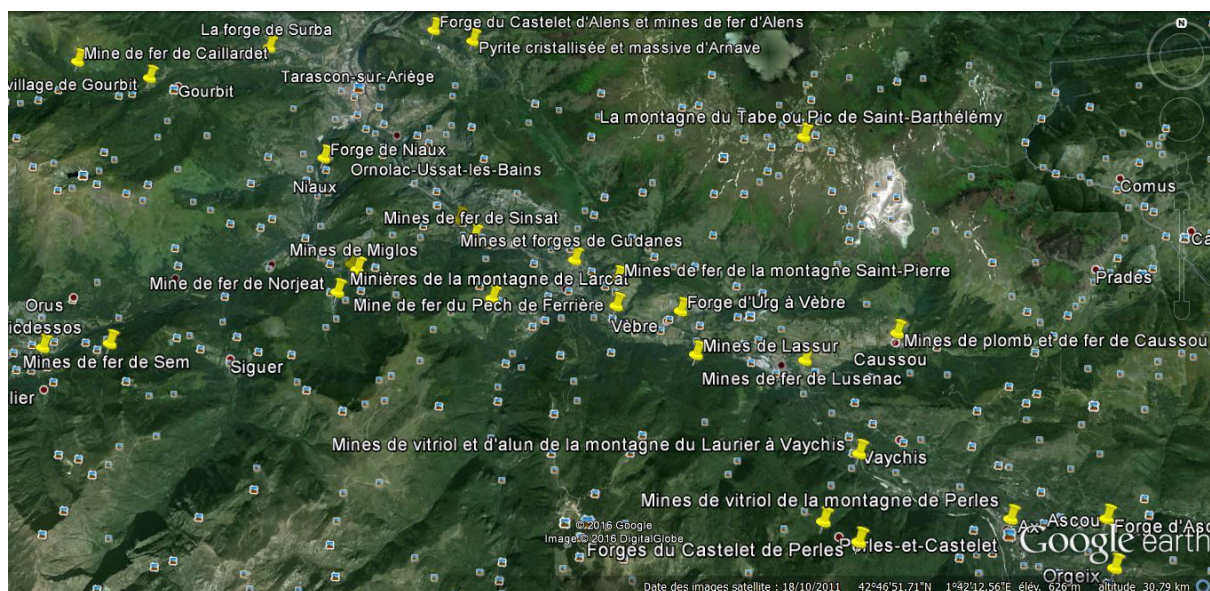 La forge de Surba
Forge du Castelet d'Alens et mines de fer d'Alens
Mine de fer de Caillardet
Pyrite cristallisée et massive d'Arnave
Tarascon-sur-Ariège
village de Gourbit
Gourbit
La montagne du Tabe ou Pic de Saint-Barthélémy
N
Forge de Niaux
Ornolac-Ussat-les-Bains
Niaux
Comus
Mines de fer de Sinsat
Mines et forges de Gudanes
Mines de Miglos
Mines de fer de la montagne Saint-Pierre
Minières de la montagne de Larcat
Mine de fer de Norjeat
Prades
Orus
Mine de fer du Pech de Ferrière
Forge d'Urg à Vèbre
icdessos
Vèbre
Mines de fer de Sem
Siguer
Mines de Lassur
Mines de plomb et de fer de Caussou
Caussou
Mines de fer de Lusenac
lier
Mines de vitriol et d'alun de la montagne du Laurier à Vaychis
Vaychis
Mines de vitriol de la montagne de Perles
© 2016 Google
Image © 2016 DigitalGlobe
Ax
Ascou
Forge d'Asc
Forges du Castelet de Perles
Perles-et-Castelet
Google earth
Orgeix
Date des images satellite : 18/10/2011 42°46'51.71"N 1°42'12.56"E élév. 626 m altitude 30.79 km